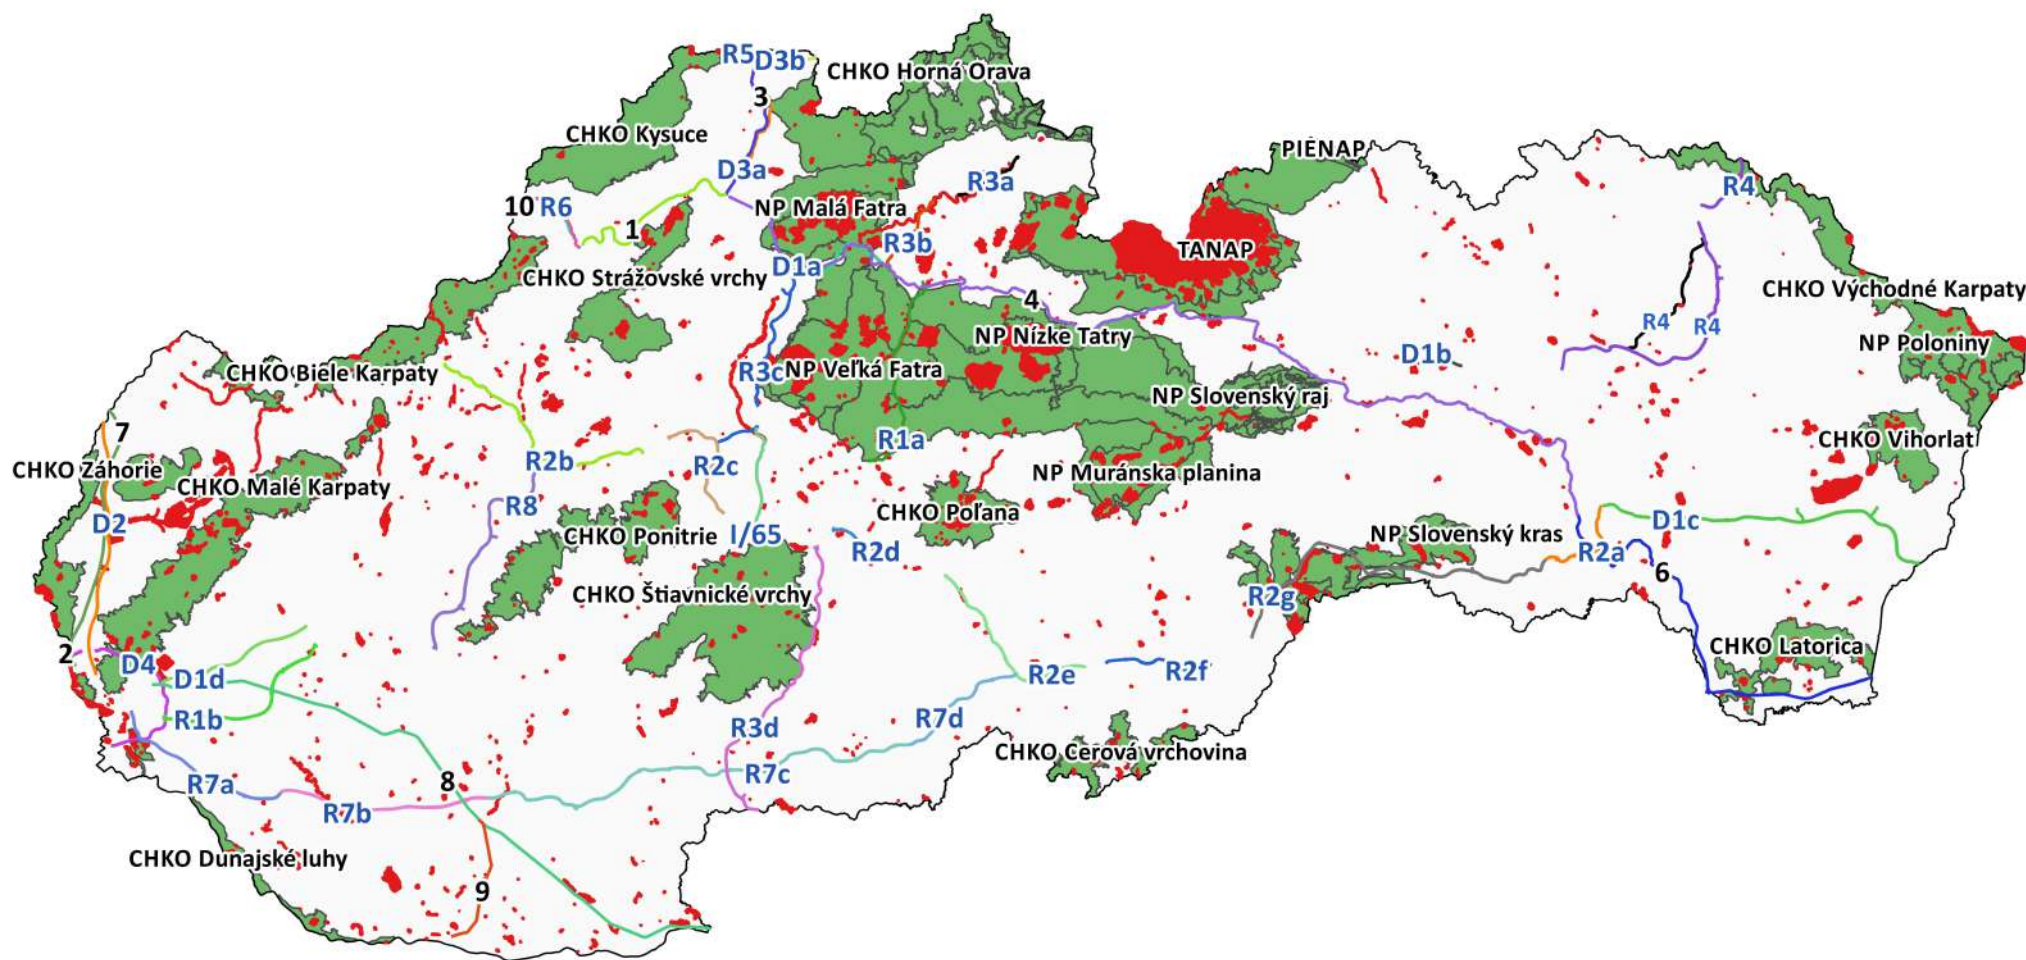 R5
D3b
CHKO Horná Orava
3
CHKO Kysuce
PIENAP
D3a
R3a
R4
10
R6
NP Malá Fatra
1
R3b
TANAP
D1a
CHKO Strážovské vrchy
4
CHKO Východné Karpaty
R4
R4
NP Nízke Tatry
NP Poloniny
D1b
CHKO Biele Karpaty
R3c
NP Veľká Fatra
NP Slovenský raj
7
R1a
CHKO Vihorlat
CHKO Záhorie
R2b
R2c
NP Muránska planina
CHKO Malé Karpaty
R8
CHKO Poľana
D2
D1c
CHKO Ponitrie
I/65
NP Slovenský kras
R2d
R2a
6
CHKO Štiavnické vrchy
R2g
CHKO Latorica
2
D4
D1d
R2e
R2f
R1b
R7d
R3d
CHKO Cerová vrchovina
R7c
8
R7a
R7b
CHKO Dunajské luhy
9